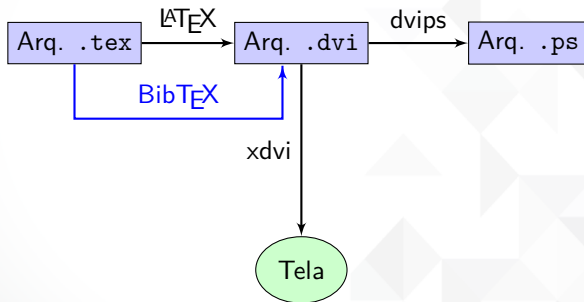 LATEX
dvips
Arq. .tex
Arq. .dvi
Arq. .ps
BibTEX
xdvi
Tela